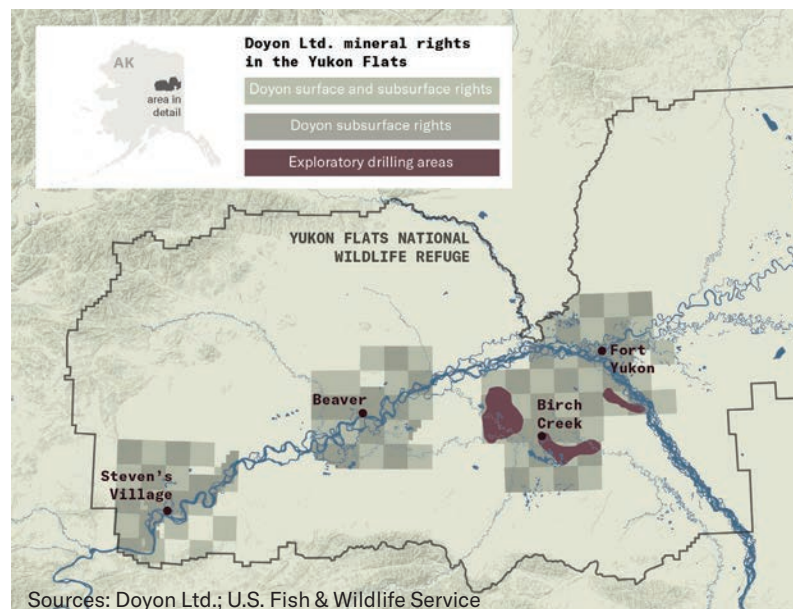 Doyon Ltd. mineral rights
in the Yukon Flats
AK
area in
detail
Doyon surface and subsurface rights
Doyon subsurface rights
Exploratory drilling areas
YUKON FLATS NATIONAL
WILDLIFE REFUGE
Fort
Yukon
Beaver
Birch
Creek
Steven's
Village
Sources: Doyon Ltd.; U.S. Fish & Wildlife Service